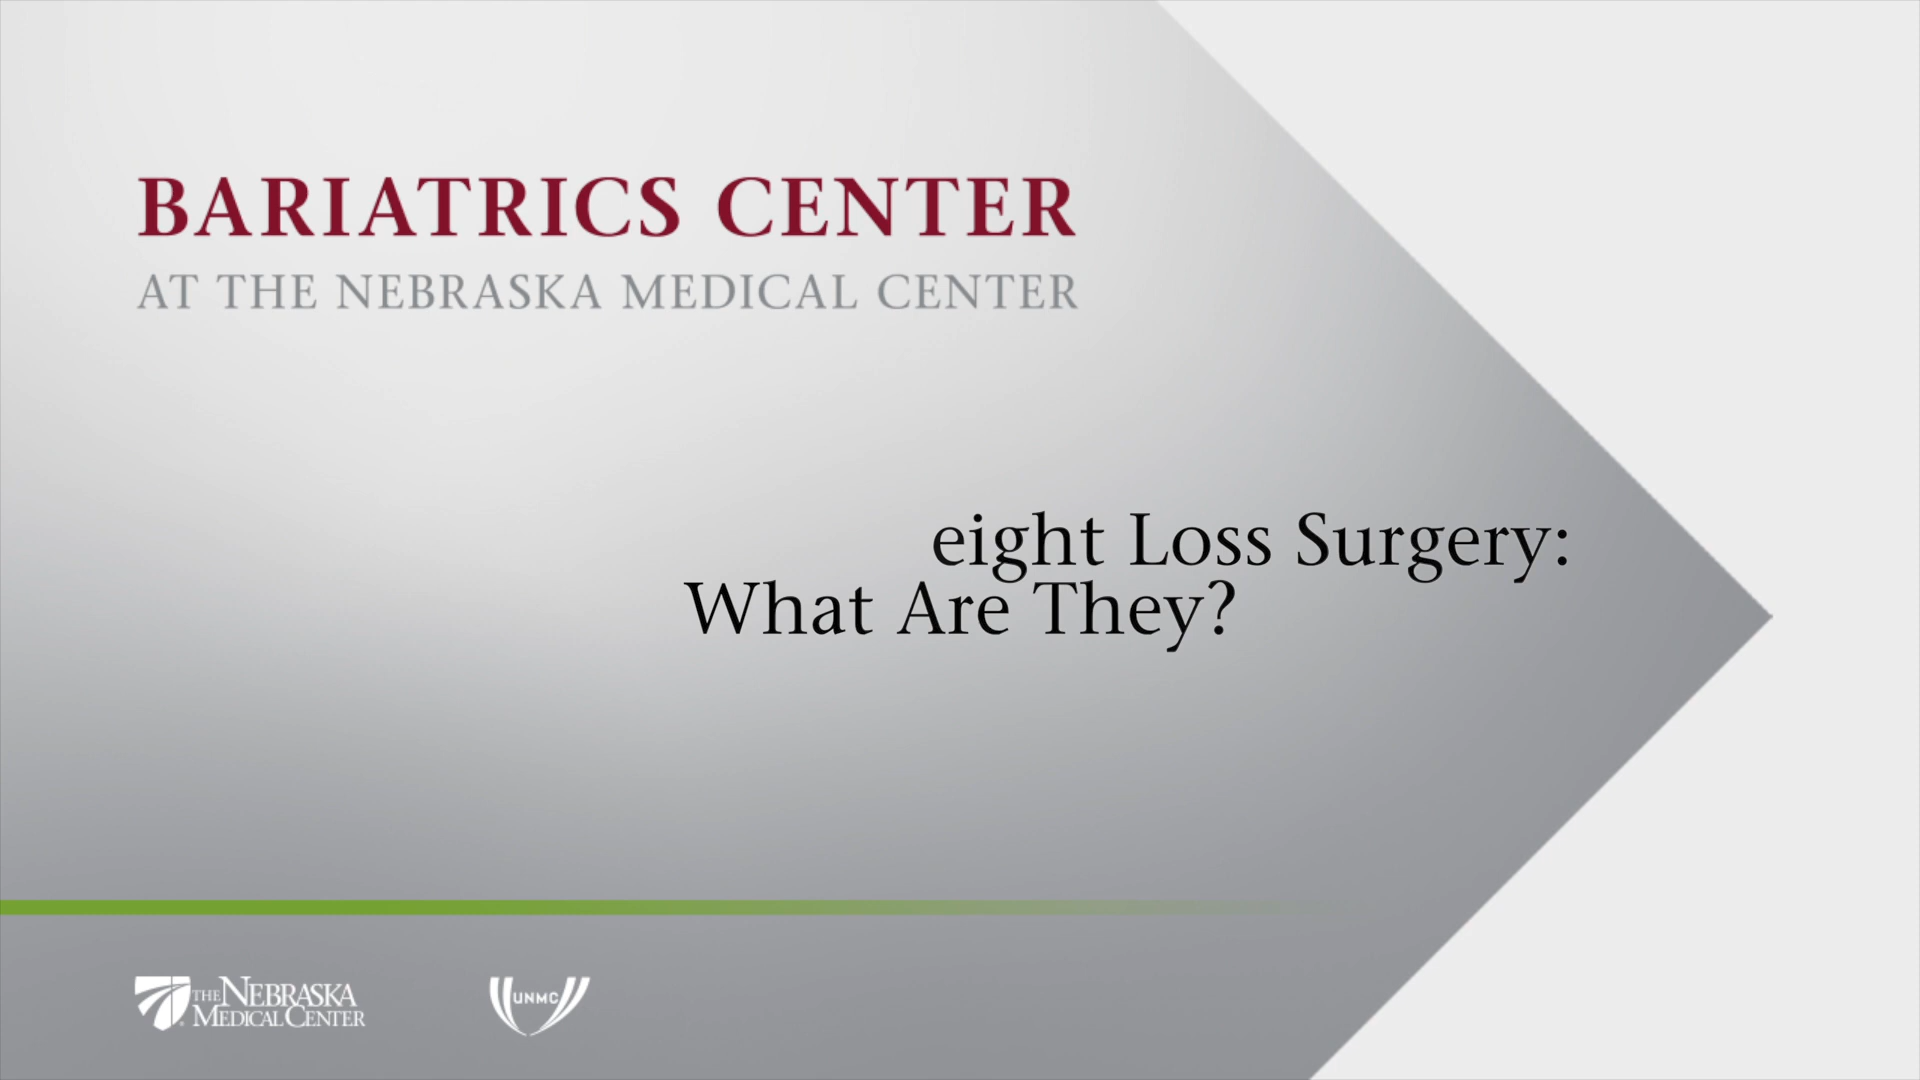 BARIATRICS CENTER
AT THE NEBRASKA MEDICAL CENTER
eight Loss Surgery:
What Are They?
THE NEBRASKA
MEDICAL CENTER
UNMC